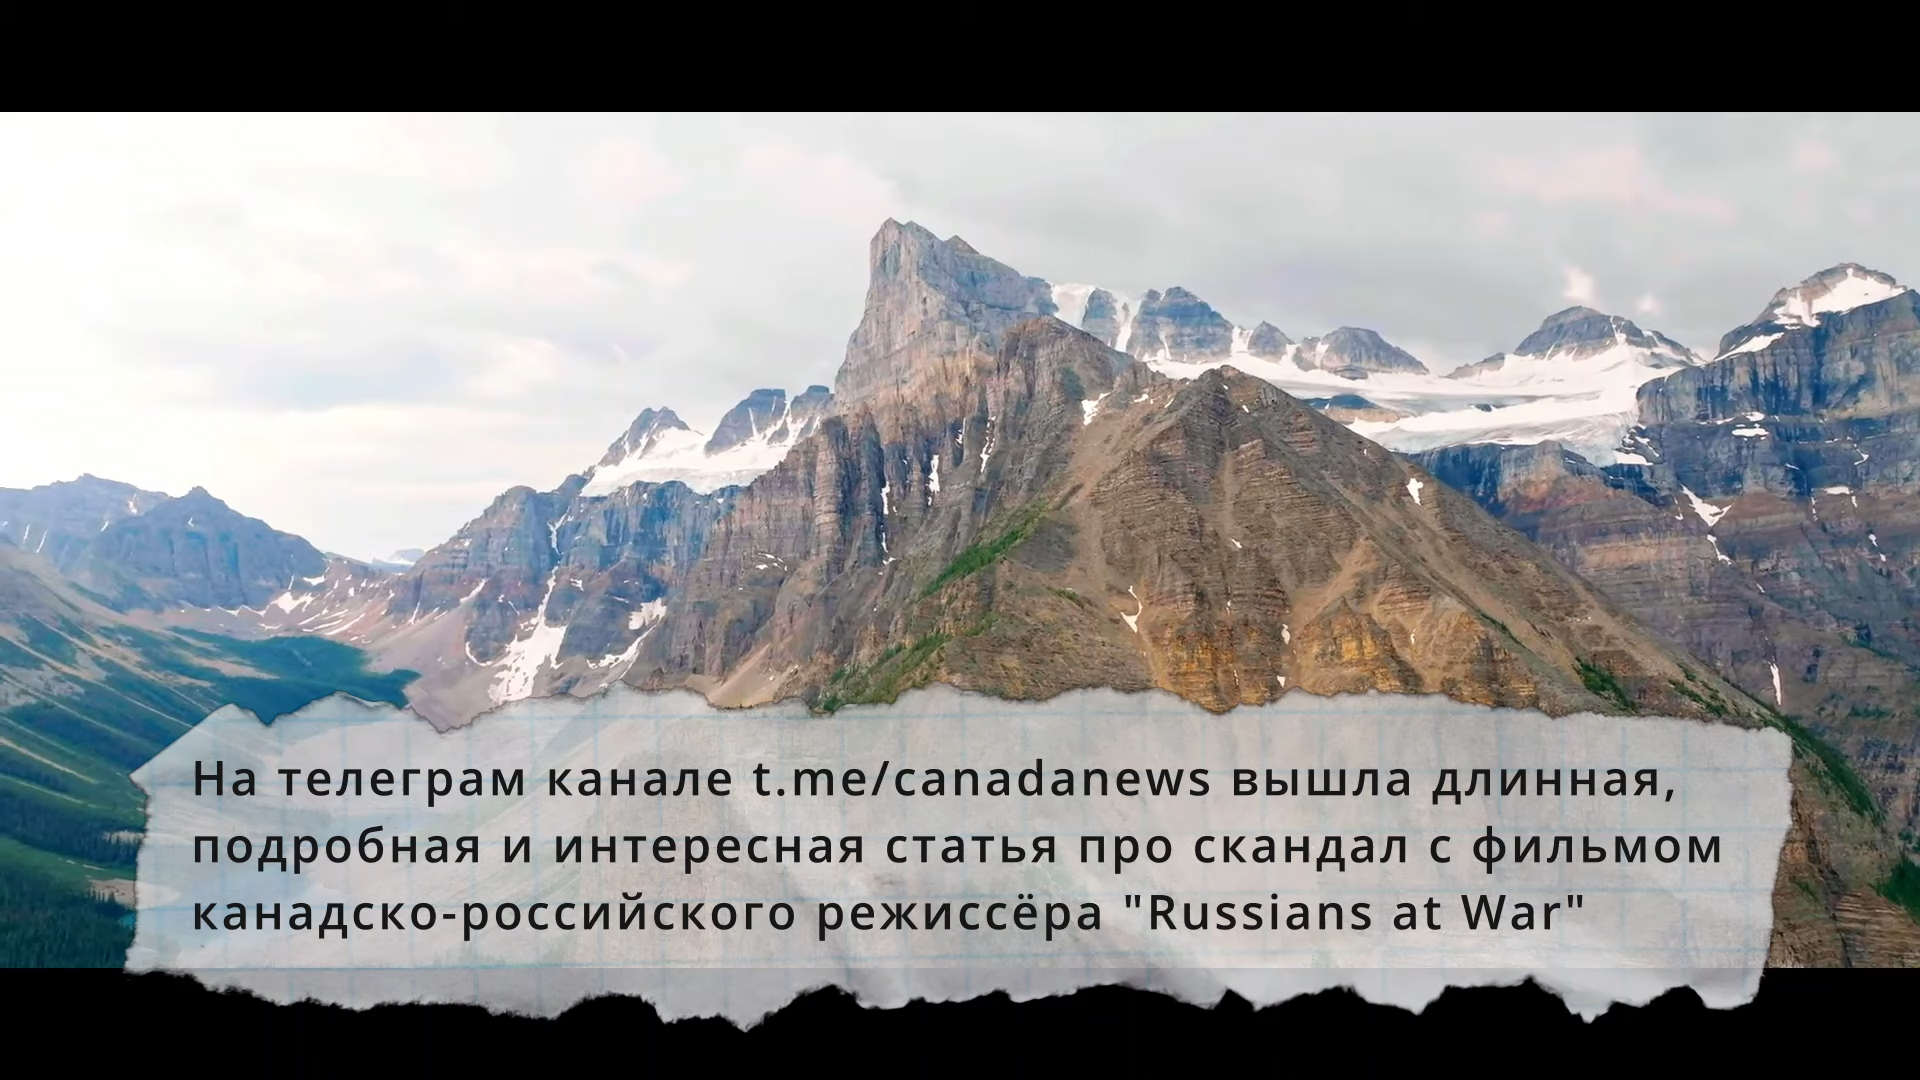 На телеграм канале t.me/canadanews вышла длинная,
подробная и интересная статья про скандал с фильмом
канадско-российского режиссёра "Russians at War"